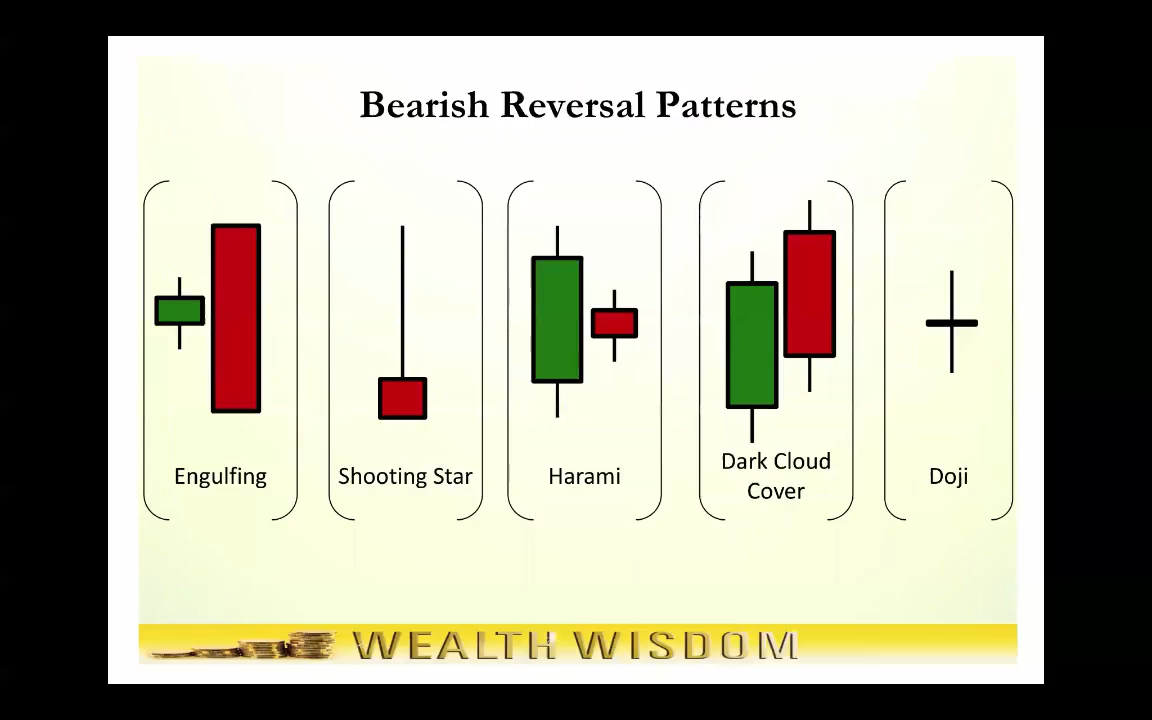 Bearish Reversal Patterns
Engulfing
Shooting Star
Harami
Dark Cloud
Cover
Doji
WEALTH WISDOM